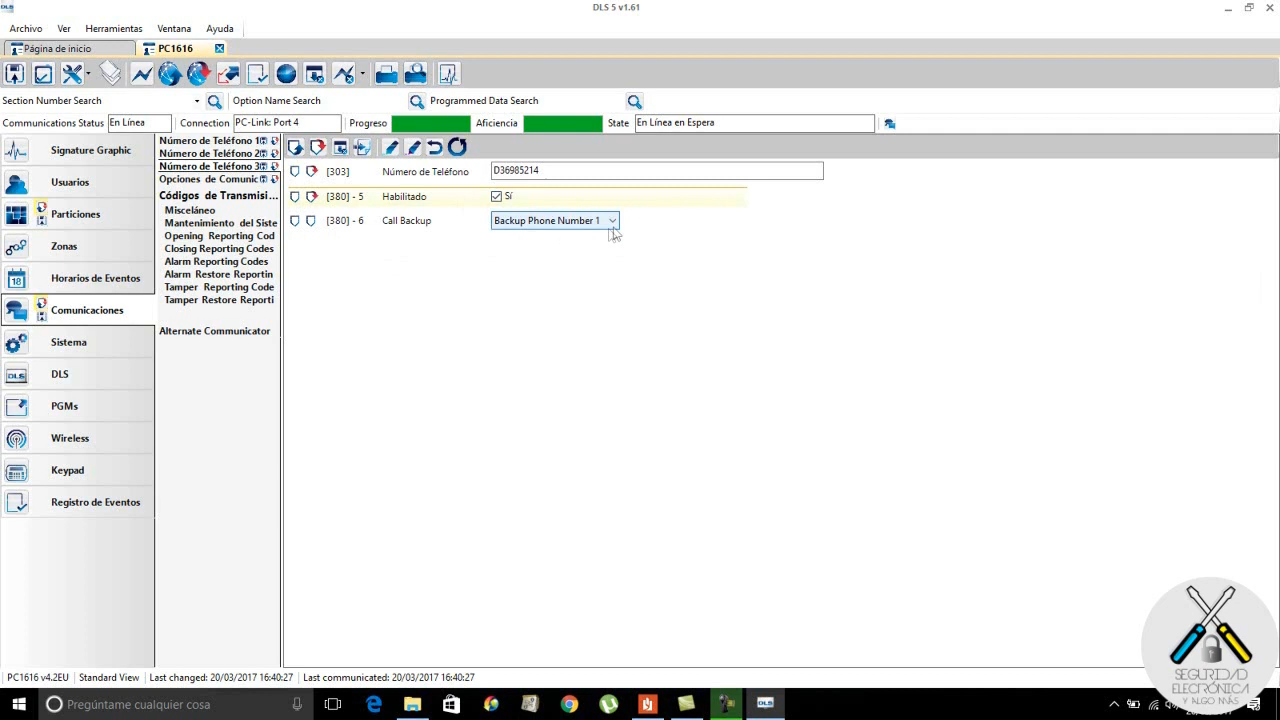 DLS
DLS 5 v1.61
Archivo Ver Herramientas Ventana Ayuda
Página de inicio PC1616
Section Number Search Option Name Search Programmed Data Search
Communications Status En Línea Connection PC-Link: Port 4 Progreso Aficiencia State En Línea en Espera
Signature Graphic
Usuarios
Particiones
Zonas
18 Horarios de Eventos
Comunicaciones
Sistema
DLS DLS
PGMs
Wireless
Keypad
Registro de Eventos
Número de Teléfono 1
Número de Teléfono 2
Número de Teléfono 3
Opciones de Comunic
Códigos de Transmisi...
Misceláneo
Mantenimiento del Siste
Opening Reporting Cod
Closing Reporting Codes
Alarm Reporting Codes
Alarm Restore Reportin
Tamper Reporting Code
Tamper Restore Reporti
Alternate Communicator
[303] Número de Teléfono D36985214
[380] - 5 Habilitado Sí
[380] - 6 Call Backup Backup Phone Number 1
PC1616 v4.2EU Standard View Last changed: 20/03/2017 16:40:27 Last communicated: 20/03/2017 16:40:27
Pregúntame cualquier cosa
DLS
SEGURIDAD
ELECTRÓNICA
Y ALGO MÁS